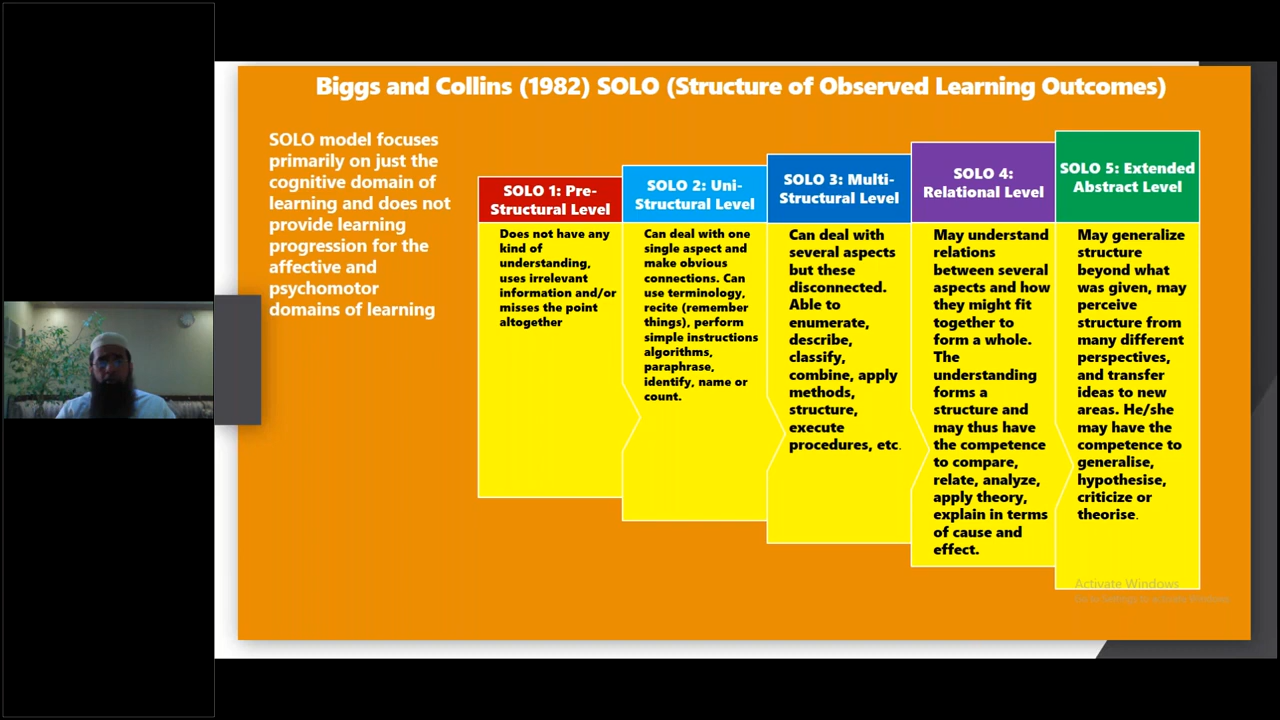 Biggs and Collins (1982) SOLO (Structure of Observed Learning Outcomes)
SOLO model focuses
primarily on just the
cognitive domain of
learning and does not
provide learning
progression for the
affective and
psychomotor
domains of learning
SOLO 1: Pre-
Structural Level
Does not have any
kind of
understanding,
uses irrelevant
information and/or
misses the point
altogether
SOLO 2: Uni-
Structural Level
Can deal with one
single aspect and
make obvious
connections. Can
use terminology,
recite (remember
things), perform
simple instructions
algorithms,
paraphrase,
identify, name or
count.
SOLO 3: Multi-
Structural Level
Can deal with
several aspects
but these
disconnected.
Able to
enumerate,
describe,
classify,
combine, apply
methods,
structure,
execute
procedures, etc.
SOLO 4:
Relational Level
May understand
relations
between several
aspects and how
they might fit
together to
form a whole.
The
understanding
forms a
structure and
may thus have
the competence
to compare,
relate, analyze,
apply theory,
explain in terms
of cause and
effect.
SOLO 5: Extended
Abstract Level
May generalize
structure
beyond what
was given, may
perceive
structure from
many different
perspectives,
and transfer
ideas to new
areas. He/she
may have the
competence to
generalise,
hypothesise,
criticize or
theorise.
Activate Windows
Go to Settings to activate Windows.